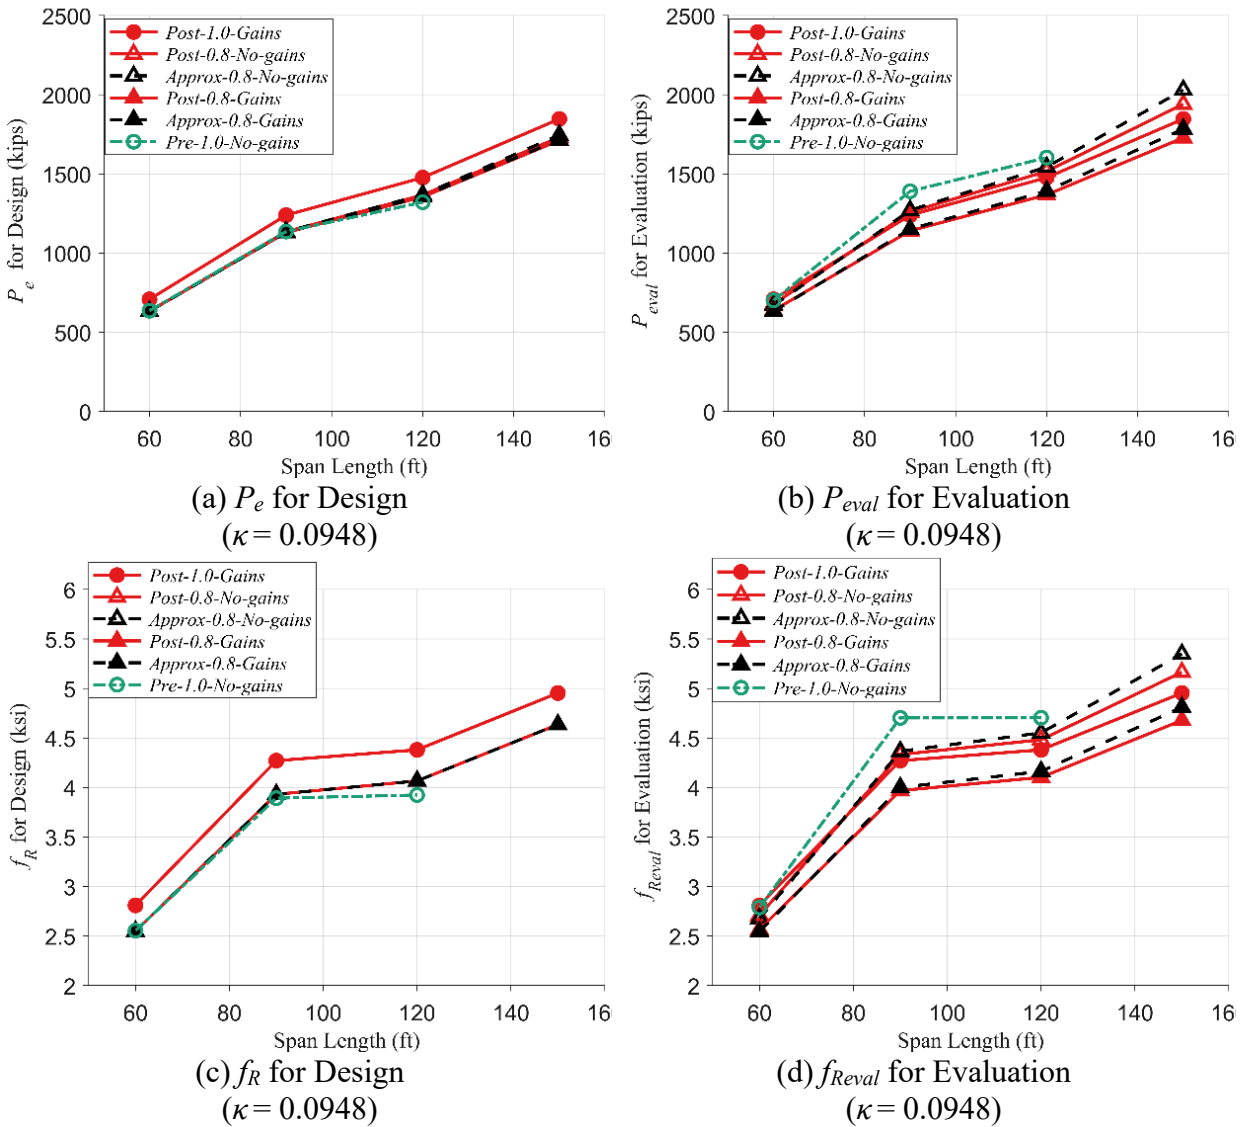 2500
2000
1500
1000
500
0
P_e for Design (kips)
Post-1.0-Gains
Post-0.8-No-gains
Approx-0.8-No-gains
Post-0.8-Gains
Approx-0.8-Gains
Pre-1.0-No-gains
60 80 100 120 140 160
Span Length (ft)
(a) P_e for Design
(κ = 0.0948)
2500
2000
1500
1000
500
0
P_eval for Evaluation (kips)
Post-1.0-Gains
Post-0.8-No-gains
Approx-0.8-No-gains
Post-0.8-Gains
Approx-0.8-Gains
Pre-1.0-No-gains
60 80 100 120 140 160
Span Length (ft)
(b) P_eval for Evaluation
(κ = 0.0948)
6
5.5
5
4.5
4
3.5
3
2.5
2
f_R for Design (ksi)
Post-1.0-Gains
Post-0.8-No-gains
Approx-0.8-No-gains
Post-0.8-Gains
Approx-0.8-Gains
Pre-1.0-No-gains
60 80 100 120 140 160
Span Length (ft)
(c) f_R for Design
(κ = 0.0948)
6
5.5
5
4.5
4
3.5
3
2.5
2
f_Reval for Evaluation (ksi)
Post-1.0-Gains
Post-0.8-No-gains
Approx-0.8-No-gains
Post-0.8-Gains
Approx-0.8-Gains
Pre-1.0-No-gains
60 80 100 120 140 160
Span Length (ft)
(d) f_Reval for Evaluation
(κ = 0.0948)